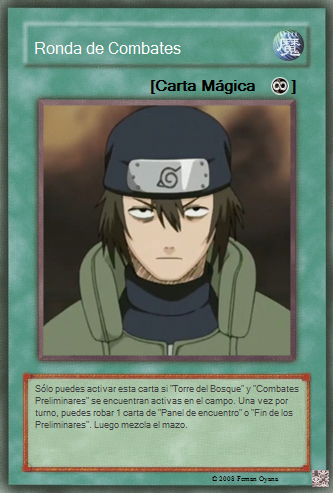 Ronda de Combates
[Carta Mágica ]
Sólo puedes activar esta carta si "Torre del Bosque" y "Combates
Preliminares" se encuentran activas en el campo. Una vez por
turno, puedes robar 1 carta de "Panel de encuentro" o "Fin de los
Preliminares". Luego mezcla el mazo.
©2008 Fernan Oyana